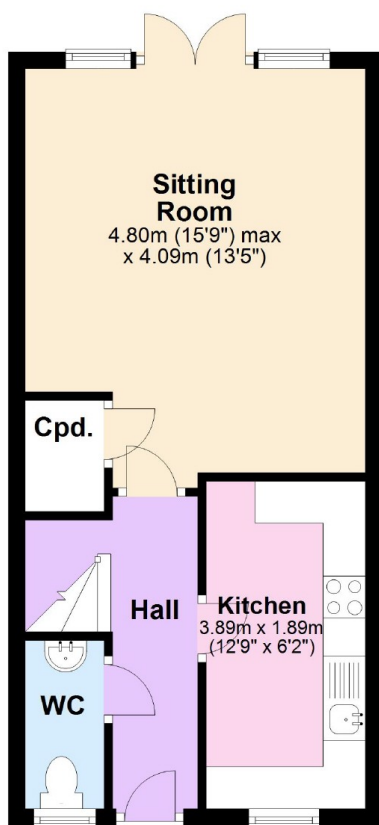 Sitting
Room
4.80m (15'9") max
x 4.09m (13'5")
Cpd.
Hall
Kitchen
3.89m x 1.89m
(12'9" x 6'2")
WC